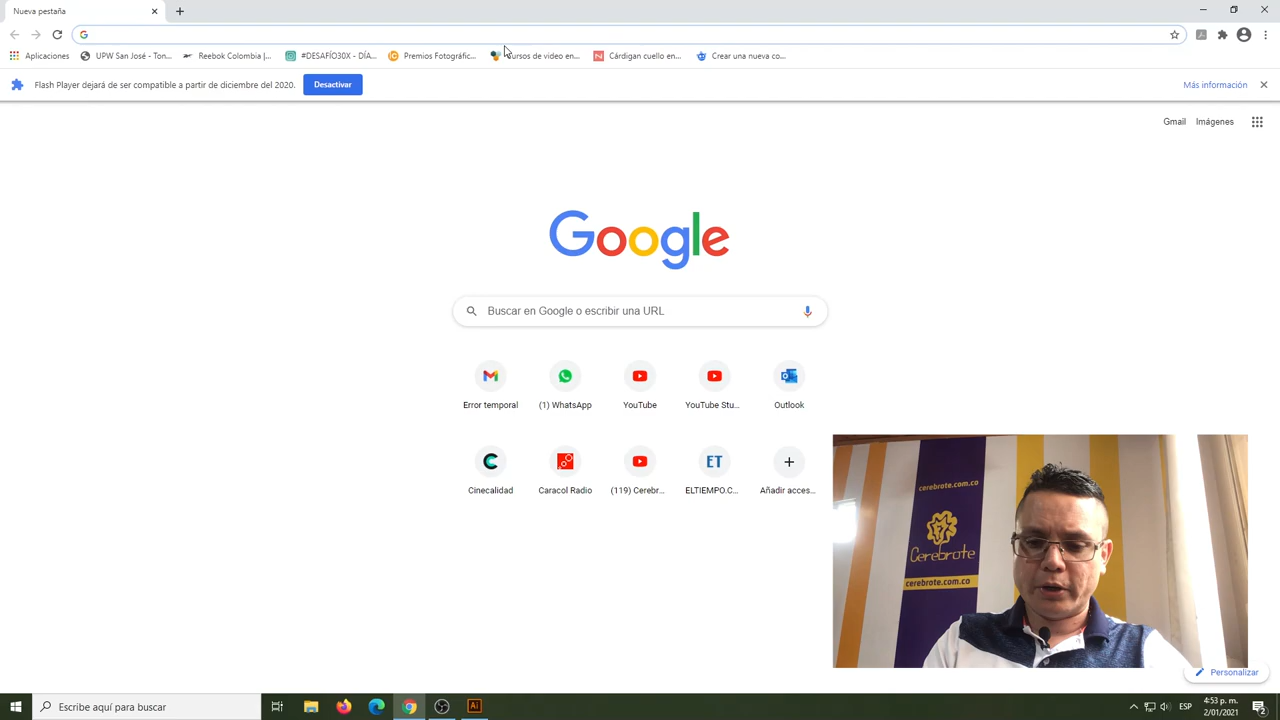 Nueva pestaña
Aplicaciones
UPW San José - Ton...
Reebok Colombia |...
#DESAFÍO30X - DÍA...
Premios Fotográfic...
Cursos de video en...
Cárdigan cuello en...
Crear una nueva co...
Flash Player dejará de ser compatible a partir de diciembre del 2020.
Desactivar
Más información
Gmail
Imágenes
Google
Buscar en Google o escribir una URL
Error temporal
(1) WhatsApp
YouTube
YouTube Stu...
Outlook
Cinecalidad
Caracol Radio
(119) Cerebr...
ET
ELTIEMPO.C...
Añadir acces...
cerebrote.com.co
Cerebrote
cerebrote.com.co
Personalizar
Escribe aquí para buscar
Ai
ESP
4:53 p. m.
2/01/2021
2